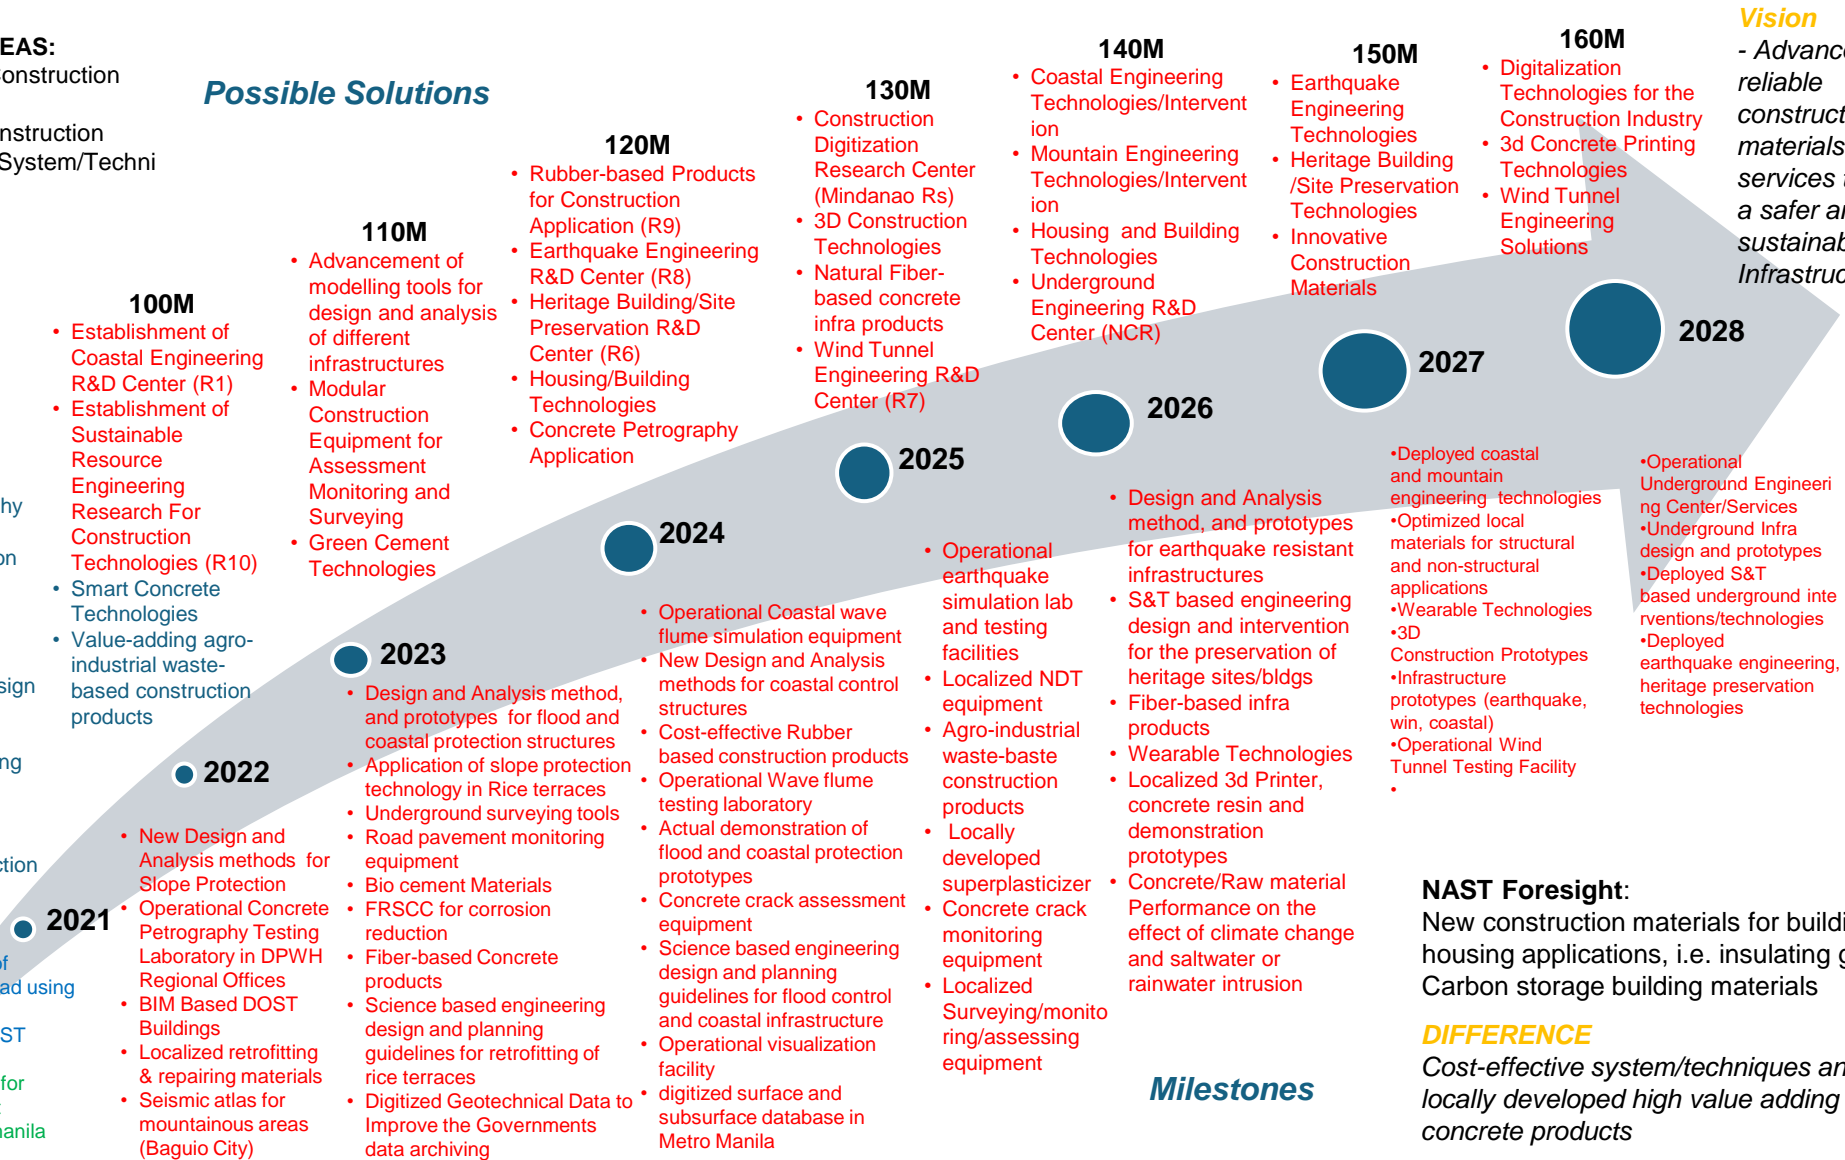 EAS:
onstruction
nstruction
System/Techni
Possible Solutions
100M
• Establishment of
Coastal Engineering
R&D Center (R1)
• Establishment of
Sustainable
Resource
Engineering
Research For
Construction
Technologies (R10)
• Smart Concrete
Technologies
• Value-adding agro-
industrial waste-
based construction
products
110M
• Advancement of
modelling tools for
design and analysis
of different
infrastructures
• Modular
Construction
Equipment for
Assessment
Monitoring and
Surveying
• Green Cement
Technologies
120M
• Rubber-based Products
for Construction
Application (R9)
• Earthquake Engineering
R&D Center (R8)
• Heritage Building/Site
Preservation R&D
Center (R6)
• Housing/Building
Technologies
• Concrete Petrography
Application
130M
• Construction
Digitization
Research Center
(Mindanao Rs)
• 3D Construction
Technologies
• Natural Fiber-
based concrete
infra products
• Wind Tunnel
Engineering R&D
Center (R7)
140M
• Coastal Engineering
Technologies/Intervent
ion
• Mountain Engineering
Technologies/Intervent
ion
• Housing and Building
Technologies
• Underground
Engineering R&D
Center (NCR)
150M
• Earthquake
Engineering
Technologies
• Heritage Building
/Site Preservation
Technologies
• Innovative
Construction
Materials
160M
• Digitalization
Technologies for the
Construction Industry
• 3d Concrete Printing
Technologies
• Wind Tunnel
Engineering
Solutions
Vision
- Advance
reliable
construct
materials
services t
a safer an
sustainab
Infrastruc
2021
2022
2023
2024
2025
2026
2027
2028
hy
on
sign
ng
ction
of
ad using
ST
for
manila
• New Design and
Analysis methods for
Slope Protection
• Operational Concrete
Petrography Testing
Laboratory in DPWH
Regional Offices
• BIM Based DOST
Buildings
• Localized retrofitting
& repairing materials
• Seismic atlas for
mountainous areas
(Baguio City)
• Design and Analysis method,
and prototypes for flood and
coastal protection structures
• Application of slope protection
technology in Rice terraces
• Underground surveying tools
• Road pavement monitoring
equipment
• Bio cement Materials
• FRSCC for corrosion
reduction
• Fiber-based Concrete
products
• Science based engineering
design and planning
guidelines for retrofitting of
rice terraces
• Digitized Geotechnical Data to
Improve the Governments
data archiving
• Operational Coastal wave
flume simulation equipment
• New Design and Analysis
methods for coastal control
structures
• Cost-effective Rubber
based construction products
• Operational Wave flume
testing laboratory
• Actual demonstration of
flood and coastal protection
prototypes
• Concrete crack assessment
equipment
• Science based engineering
design and planning
guidelines for flood control
and coastal infrastructure
• Operational visualization
facility
• digitized surface and
subsurface database in
Metro Manila
• Operational
earthquake
simulation lab
and testing
facilities
• Localized NDT
equipment
• Agro-industrial
waste-baste
construction
products
• Locally
developed
superplasticizer
• Concrete crack
monitoring
equipment
• Localized
Surveying/monito
ring/assessing
equipment
• Design and Analysis
method, and prototypes
for earthquake resistant
infrastructures
• S&T based engineering
design and intervention
for the preservation of
heritage sites/bldgs
• Fiber-based infra
products
• Wearable Technologies
• Localized 3d Printer,
concrete resin and
demonstration
prototypes
• Concrete/Raw material
Performance on the
effect of climate change
and saltwater or
rainwater intrusion
•Deployed coastal
and mountain
engineering technologies
•Optimized local
materials for structural
and non-structural
applications
•Wearable Technologies
•3D
Construction Prototypes
•Infrastructure
prototypes (earthquake,
win, coastal)
•Operational Wind
Tunnel Testing Facility
•
•Operational
Underground Engineeri
ng Center/Services
•Underground Infra
design and prototypes
•Deployed S&T
based underground inte
rventions/technologies
•Deployed
earthquake engineering,
heritage preservation
technologies
Milestones
NAST Foresight:
New construction materials for buildi
housing applications, i.e. insulating g
Carbon storage building materials
DIFFERENCE
Cost-effective system/techniques an
locally developed high value adding
concrete products